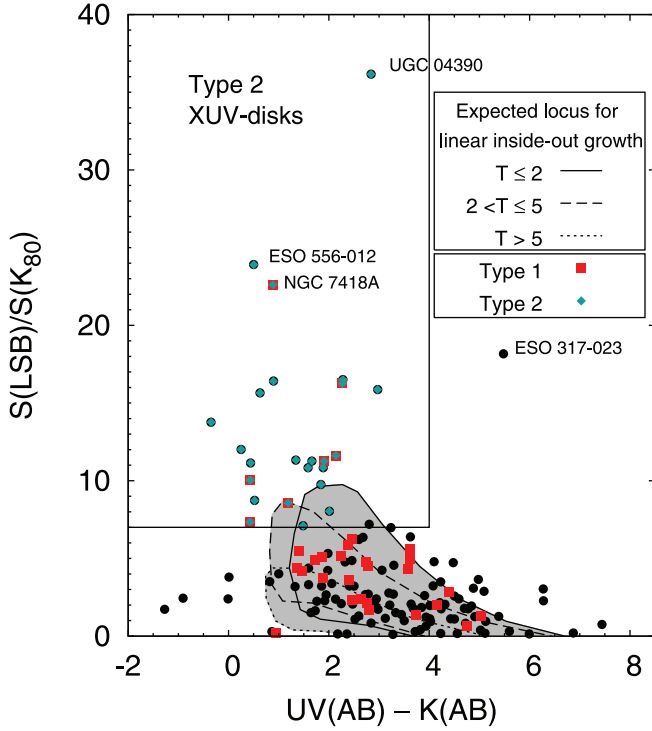 40
30
20
10
0
S(LSB)/S(K80)
Type 2
XUV-disks
UGC 04390
ESO 556-012
NGC 7418A
ESO 317-023
Expected locus for
linear inside-out growth
T ≤ 2
2 <T ≤ 5
T > 5
Type 1
Type 2
-2 0 2 4 6 8
UV(AB) – K(AB)